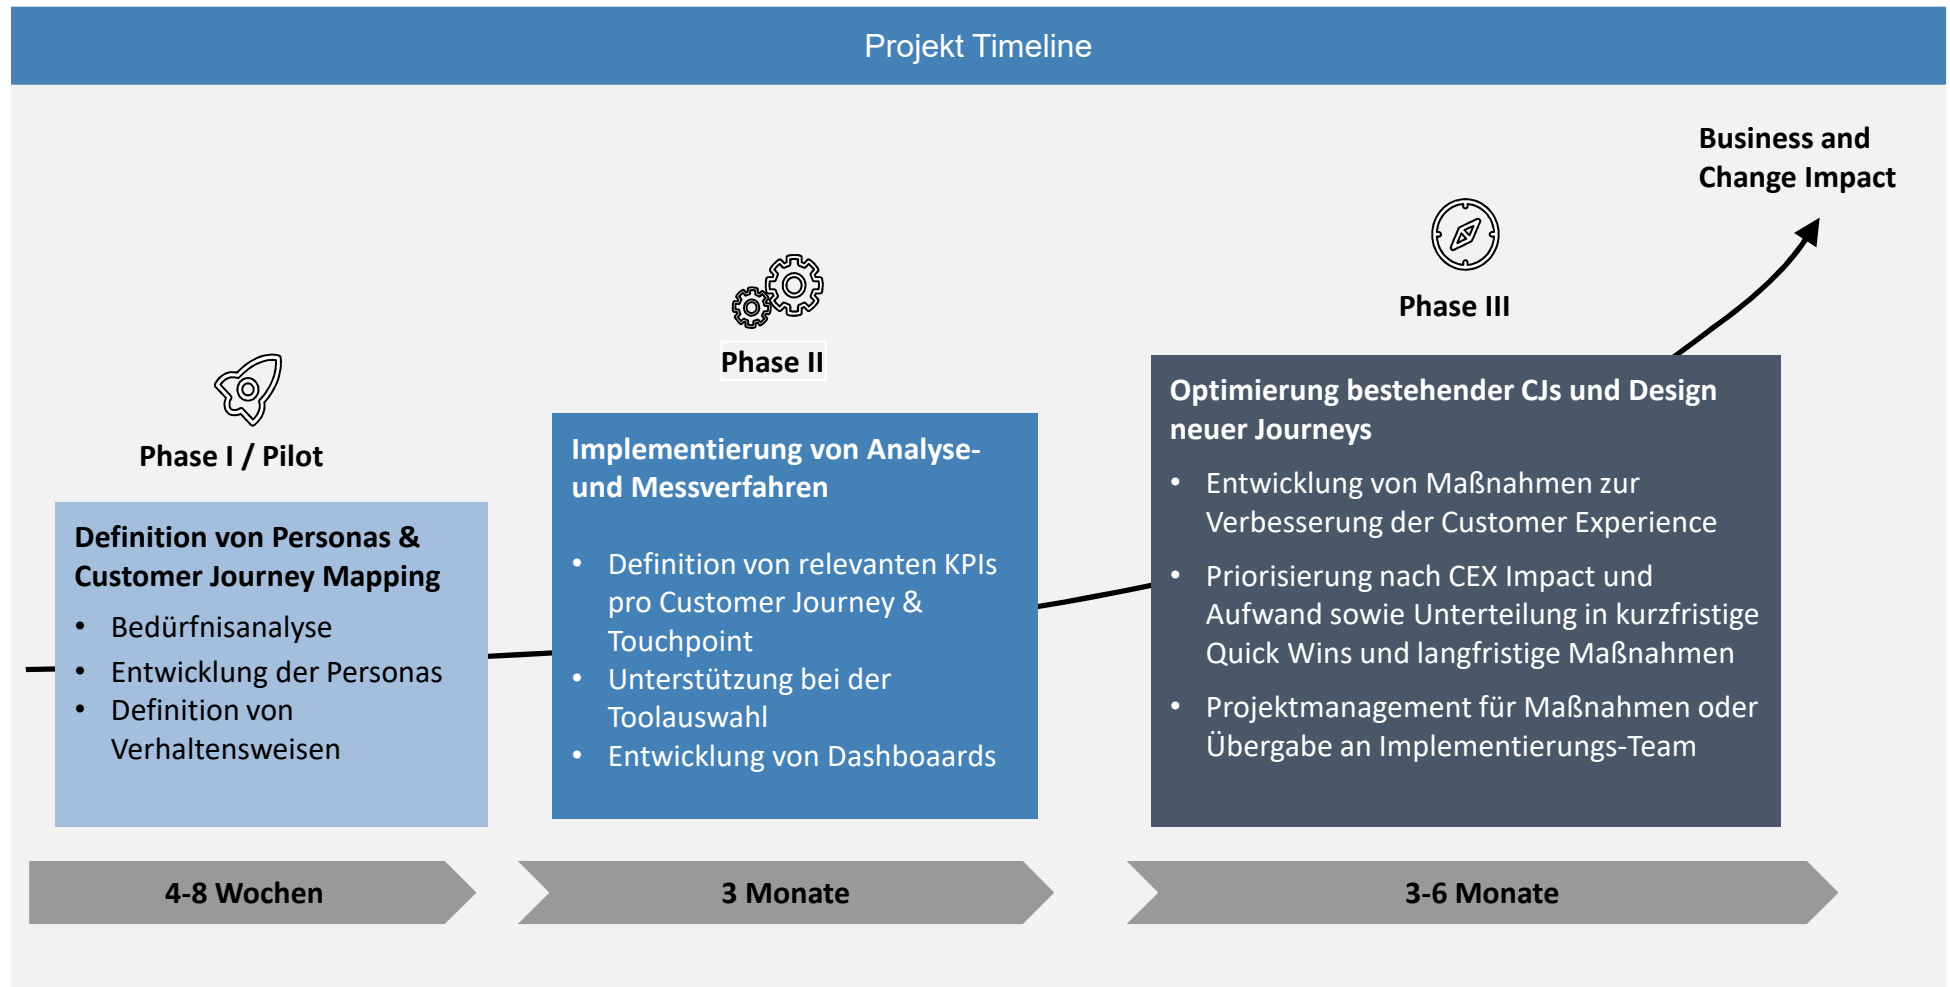 Projekt Timeline
Business and
Change Impact
Phase I / Pilot
Definition von Personas &
Customer Journey Mapping
• Bedürfnisanalyse
• Entwicklung der Personas
• Definition von
Verhaltensweisen
4-8 Wochen
Phase II
Implementierung von Analyse-
und Messverfahren
• Definition von relevanten KPIs
pro Customer Journey &
Touchpoint
• Unterstützung bei der
Toolauswahl
• Entwicklung von Dashboaards
3 Monate
Phase III
Optimierung bestehender CJs und Design
neuer Journeys
• Entwicklung von Maßnahmen zur
Verbesserung der Customer Experience
• Priorisierung nach CEX Impact und
Aufwand sowie Unterteilung in kurzfristige
Quick Wins und langfristige Maßnahmen
• Projektmanagement für Maßnahmen oder
Übergabe an Implementierungs-Team
3-6 Monate